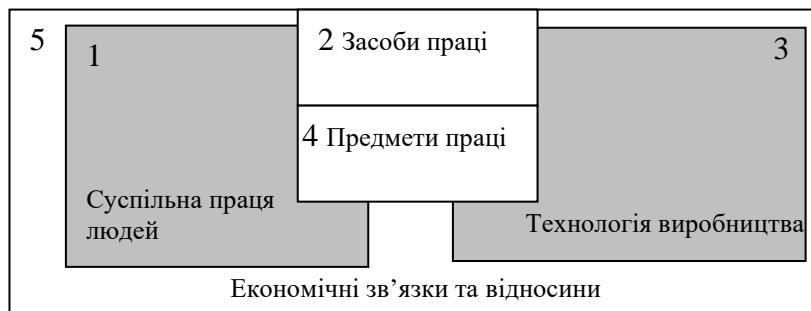 5
1
2 Засоби праці
3
4 Предмети праці
Суспільна праця
людей
Технологія виробництва
Економічні зв’язки та відносини